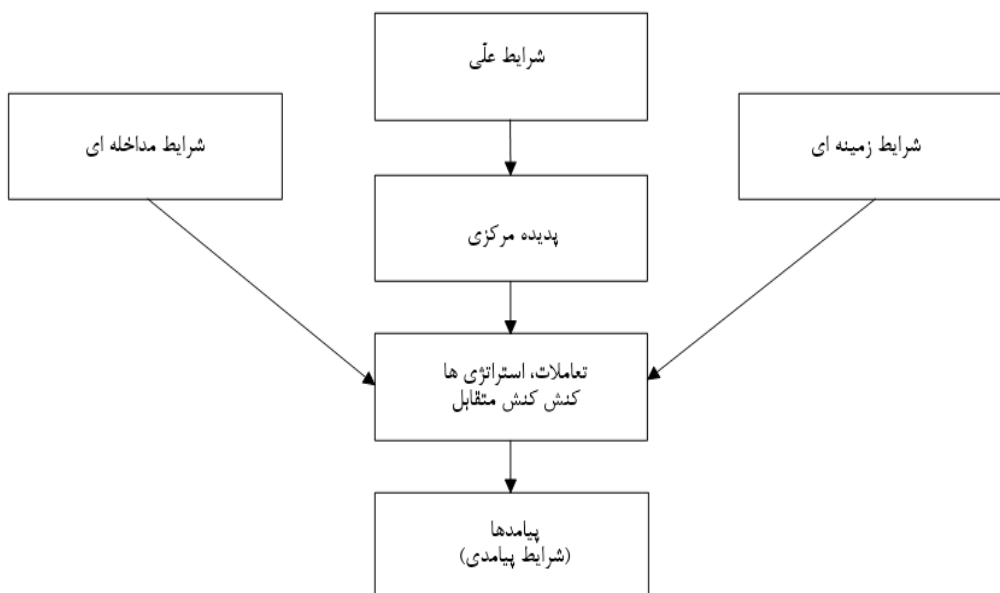 شرایط علّی
شرایط زمینه ای
شرایط مداخله ای
پدیده مرکزی
تعاملات، استراتژی ها
کنش کنش متقابل
پیامدها
(شرایط پیامدی)